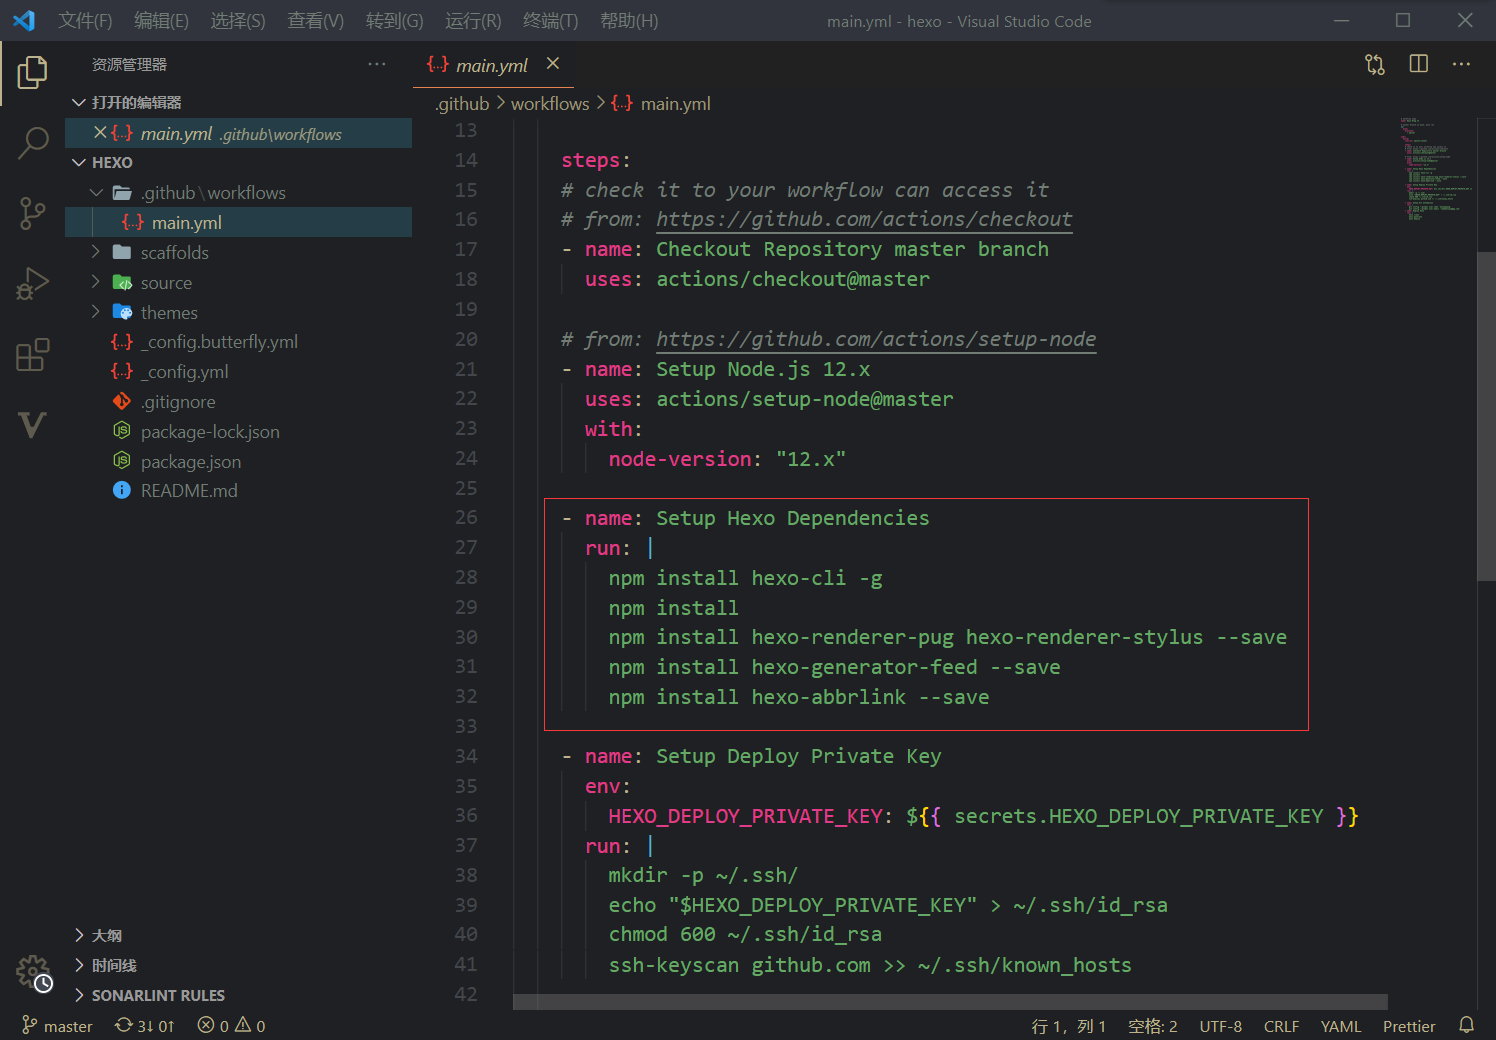 文件(F) 编辑(E) 选择(S) 查看(V) 转到(G) 运行(R) 终端(T) 帮助(H) main.yml - hexo - Visual Studio Code
资源管理器
打开的编辑器
main.yml .github\workflows
HEXO
.github\workflows
main.yml
scaffolds
source
themes
_config.butterfly.yml
_config.yml
.gitignore
package-lock.json
package.json
README.md
大纲
时间线
SONARLINT RULES
main.yml
.github > workflows > main.yml
13
14 steps:
15 # check it to your workflow can access it
16 # from: https://github.com/actions/checkout
17 - name: Checkout Repository master branch
18 uses: actions/checkout@master
19
20 # from: https://github.com/actions/setup-node
21 - name: Setup Node.js 12.x
22 uses: actions/setup-node@master
23 with:
24 node-version: "12.x"
25
26 - name: Setup Hexo Dependencies
27 run: |
28 npm install hexo-cli -g
29 npm install
30 npm install hexo-renderer-pug hexo-renderer-stylus --save
31 npm install hexo-generator-feed --save
32 npm install hexo-abbrlink --save
33
34 - name: Setup Deploy Private Key
35 env:
36 HEXO_DEPLOY_PRIVATE_KEY: ${{ secrets.HEXO_DEPLOY_PRIVATE_KEY }}
37 run: |
38 mkdir -p ~/.ssh/
39 echo "$HEXO_DEPLOY_PRIVATE_KEY" > ~/.ssh/id_rsa
40 chmod 600 ~/.ssh/id_rsa
41 ssh-keyscan github.com >> ~/.ssh/known_hosts
42
master 3↓ 0↑ 0 0 行 1，列 1 空格: 2 UTF-8 CRLF YAML Prettier